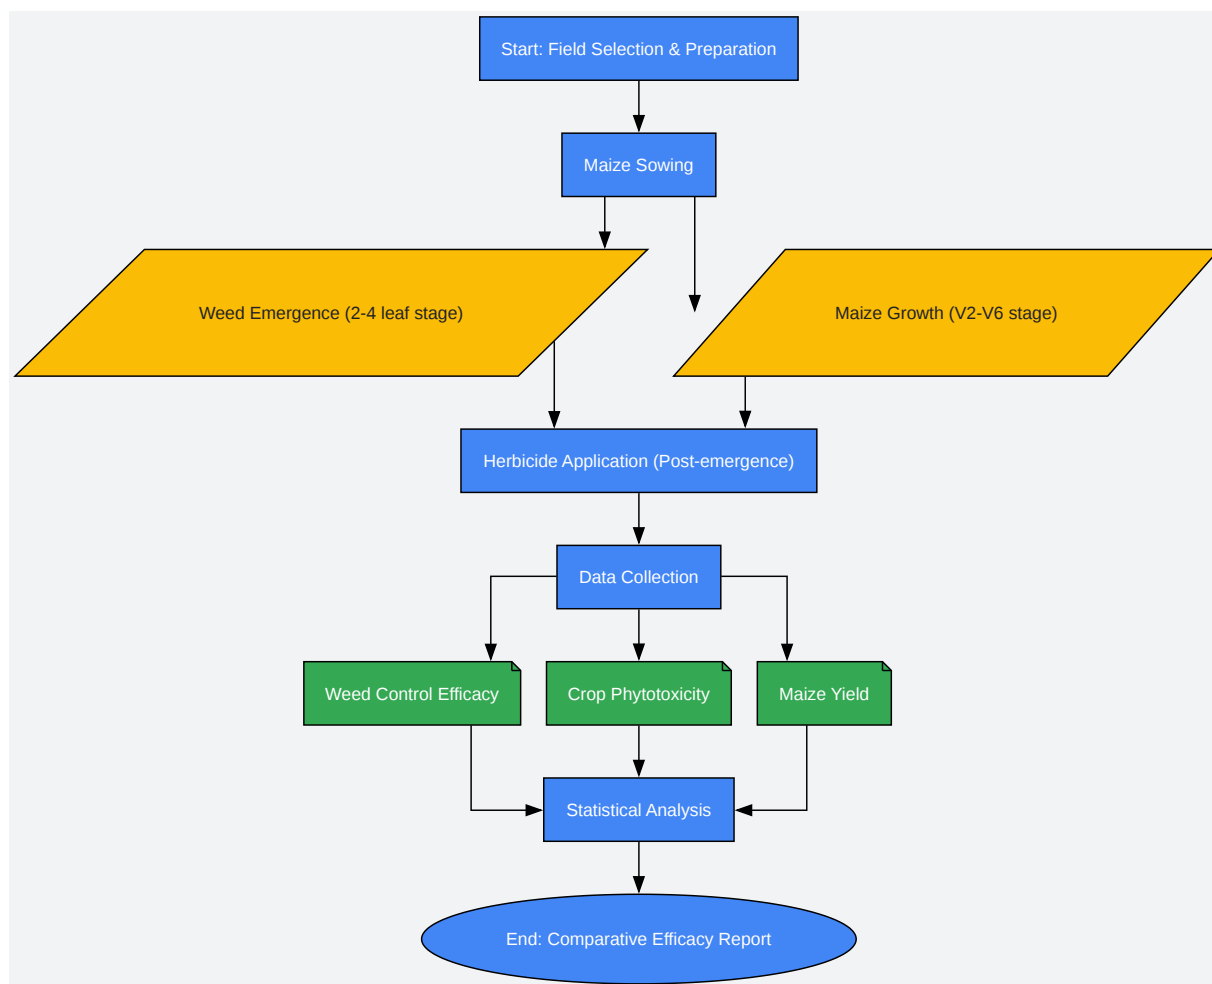 Start: Field Selection & Preparation
Maize Sowing
Weed Emergence (2-4 leaf stage)
Maize Growth (V2-V6 stage)
Herbicide Application (Post-emergence)
Data Collection
Weed Control Efficacy
Crop Phytotoxicity
Maize Yield
Statistical Analysis
End: Comparative Efficacy Report